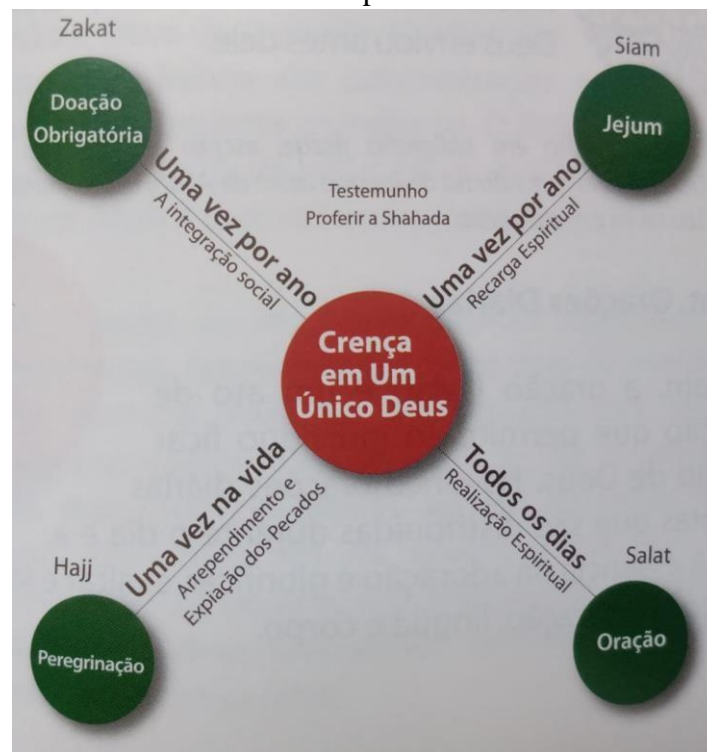 Zakat
Doação
Obrigatória
Uma vez por ano
A integração social
Siam
Jejum
Uma vez por ano
Recarga Espiritual
Testemunho
Proferir a Shahada
Crença
em Um
Único Deus
Uma vez na vida
Arrependimento e
Expiação dos Pecados
Hajj
Peregrinação
Todos os dias
Realização Espiritual
Salat
Oração